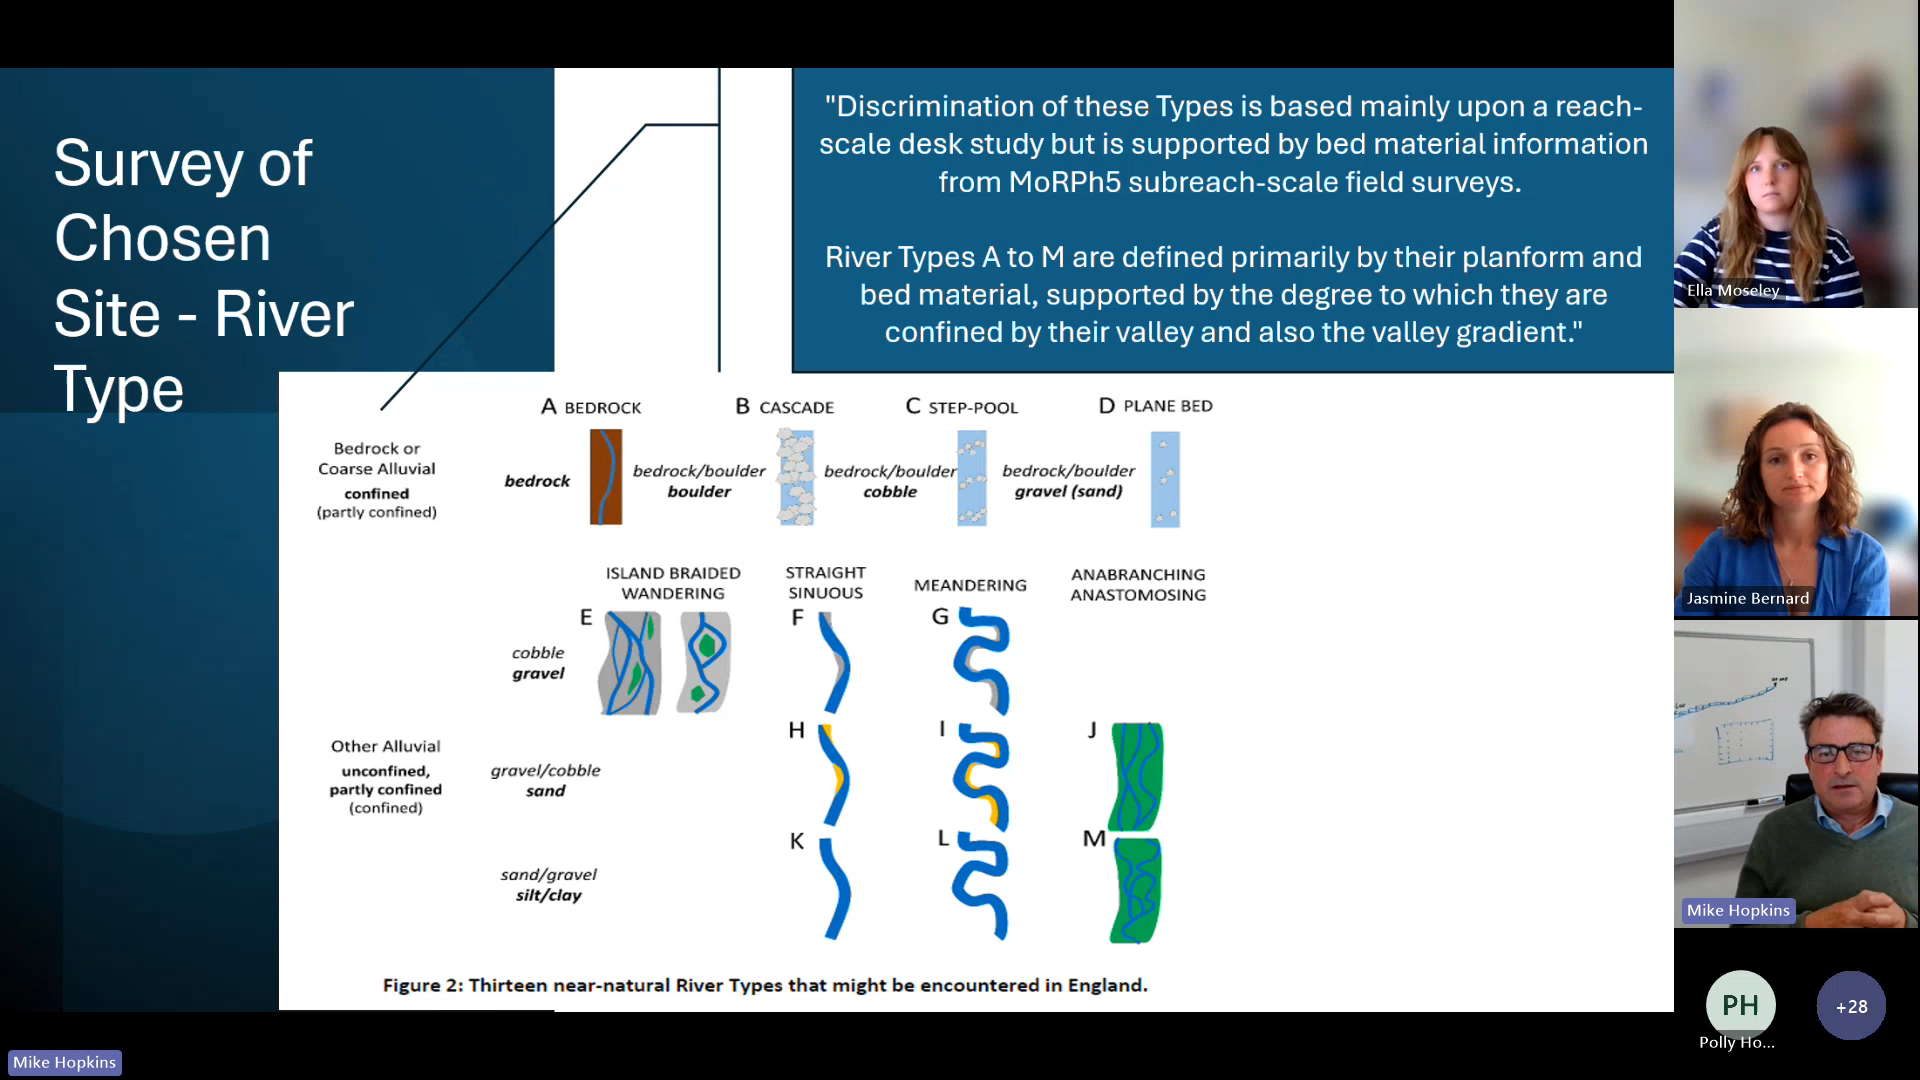 Survey of
Chosen
Site - River
Type
"Discrimination of these Types is based mainly upon a reach-
scale desk study but is supported by bed material information
from MoRPh5 subreach-scale field surveys.
River Types A to M are defined primarily by their planform and
bed material, supported by the degree to which they are
confined by their valley and also the valley gradient."
A BEDROCK
B CASCADE
C STEP-POOL
D PLANE BED
Bedrock or
Coarse Alluvial
confined
(partly confined)
bedrock
bedrock/boulder
boulder
bedrock/boulder
cobble
bedrock/boulder
gravel (sand)
ISLAND BRAIDED
WANDERING
STRAIGHT
SINUOUS
MEANDERING
ANABRANCHING
ANASTOMOSING
E
F
G
cobble
gravel
H
I
J
Other Alluvial
unconfined,
partly confined
(confined)
gravel/cobble
sand
K
L
M
sand/gravel
silt/clay
Figure 2: Thirteen near-natural River Types that might be encountered in England.
Ella Moseley
Jasmine Bernard
Mike Hopkins
PH
+28
Polly Ho...
Mike Hopkins